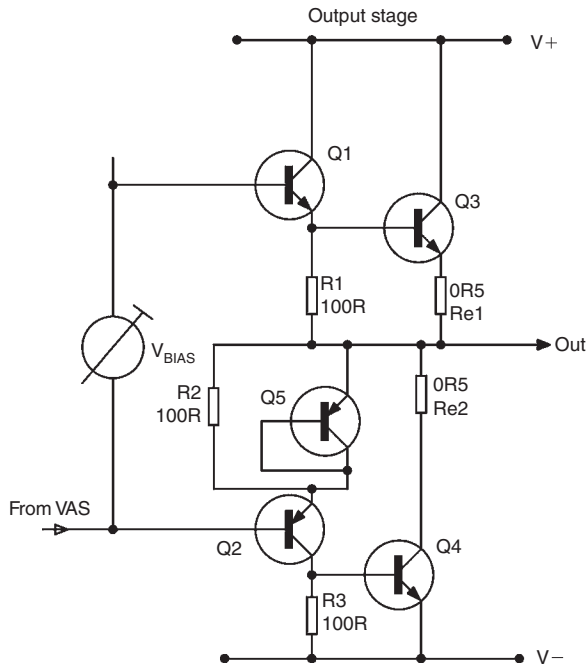 Output stage
V+
Q1
Q3
R1
100R
0R5
Re1
Out
VBIAS
R2
100R
Q5
0R5
Re2
From VAS
Q2
Q4
R3
100R
V−